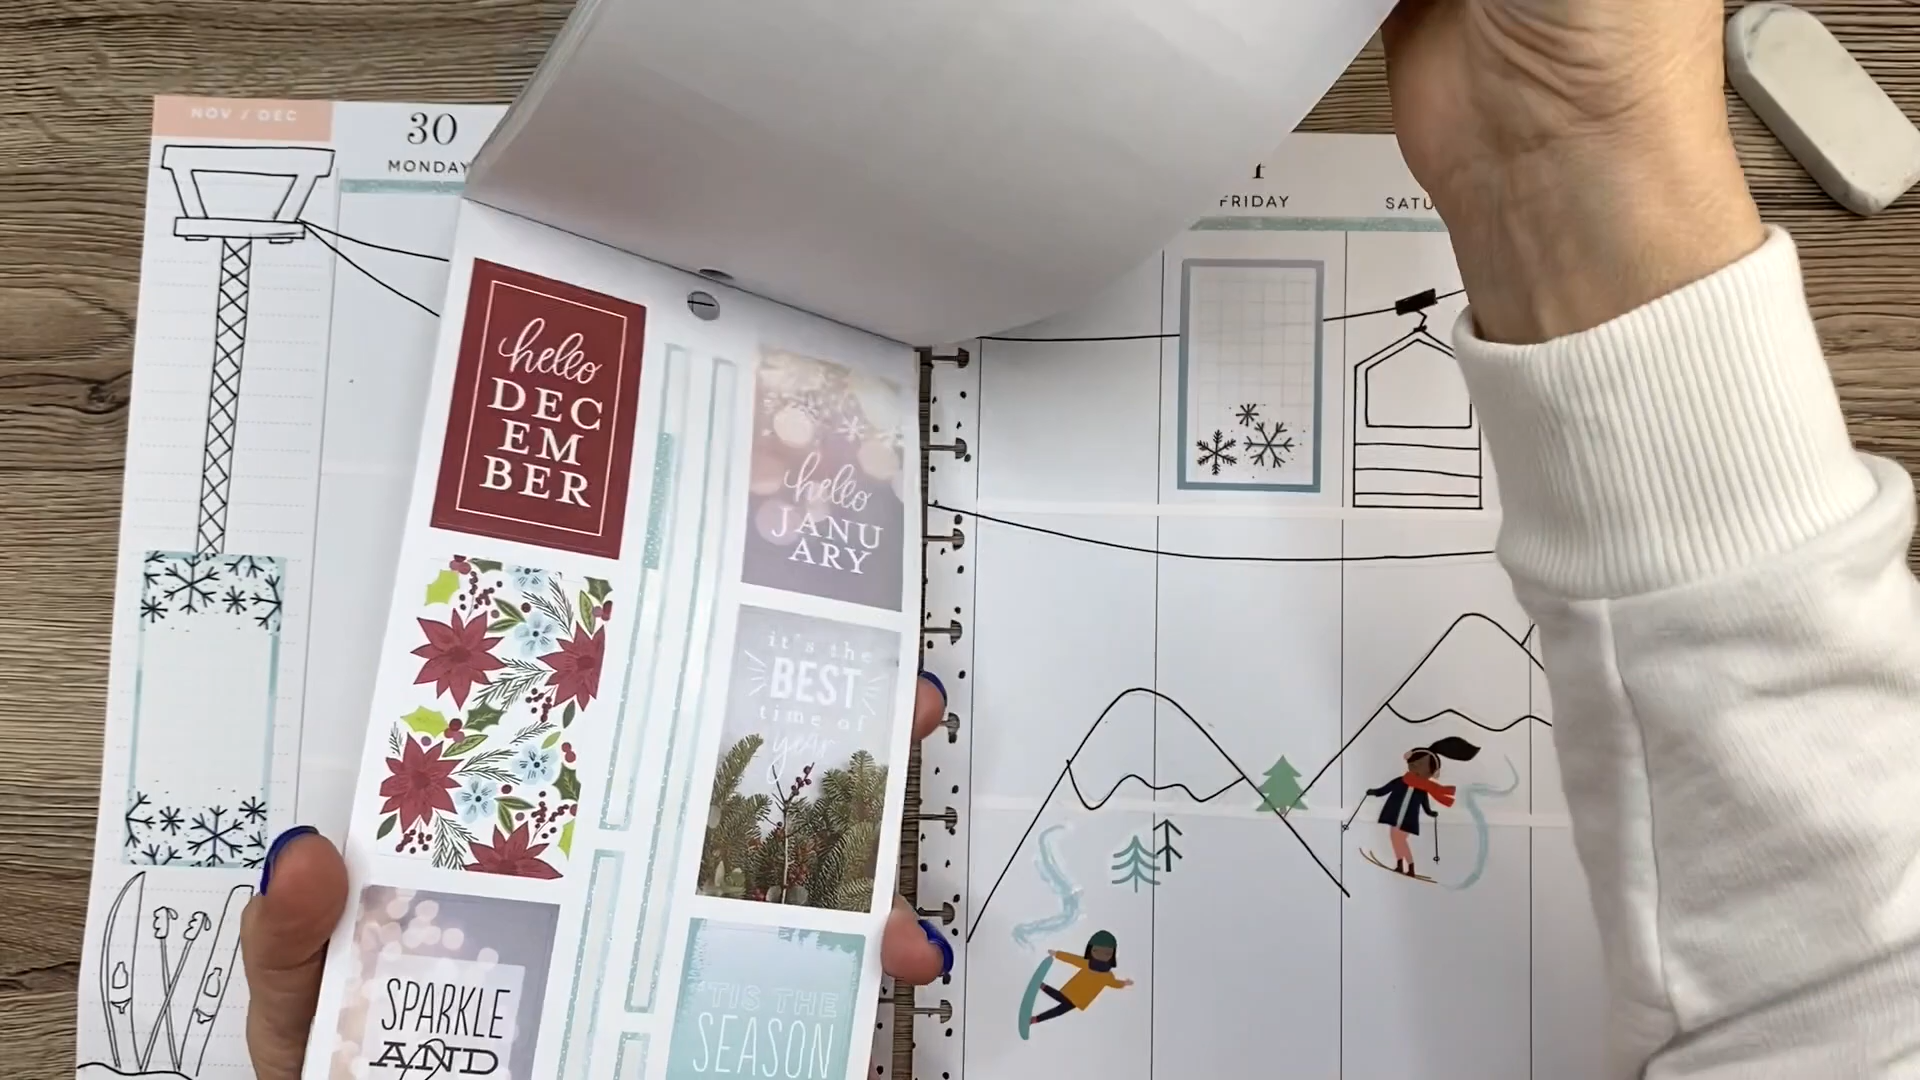 NOV / DEC
30
MONDAY
FRIDAY
SATU
hello
DEC
EM
BER
hello
JANU
ARY
it's the
BEST
time of
year
SPARKLE
AND
'TIS THE
SEASON